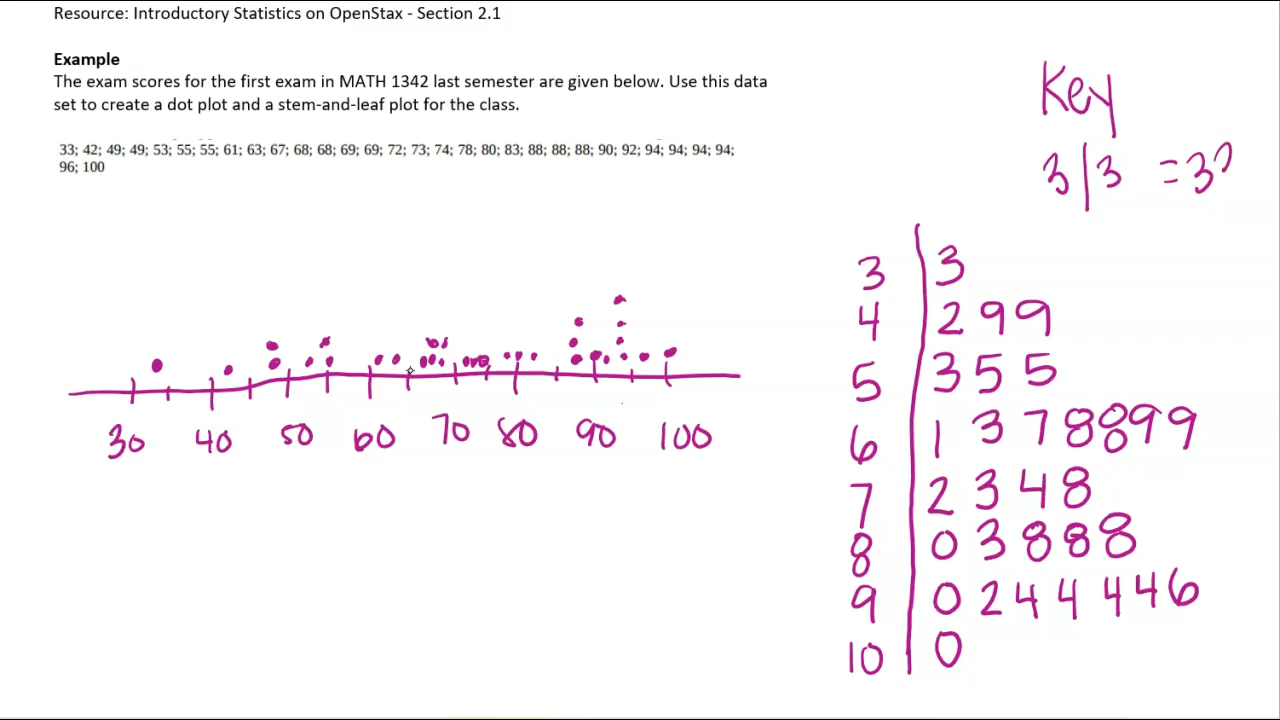 Resource: Introductory Statistics on OpenStax - Section 2.1
Example
The exam scores for the first exam in MATH 1342 last semester are given below. Use this data
set to create a dot plot and a stem-and-leaf plot for the class.
33; 42; 49; 49; 53; 55; 55; 61; 63; 67; 68; 68; 69; 69; 72; 73; 74; 78; 80; 83; 88; 88; 88; 90; 92; 94; 94; 94; 94;
96; 100
30 40 50 60 70 80 90 100
Key
3|3 =33
3 | 3
4 | 2 9 9
5 | 3 5 5
6 | 1 3 7 8 8 9 9
7 | 2 3 4 8
8 | 0 3 8 8 8
9 | 0 2 4 4 4 4 6
10 | 0